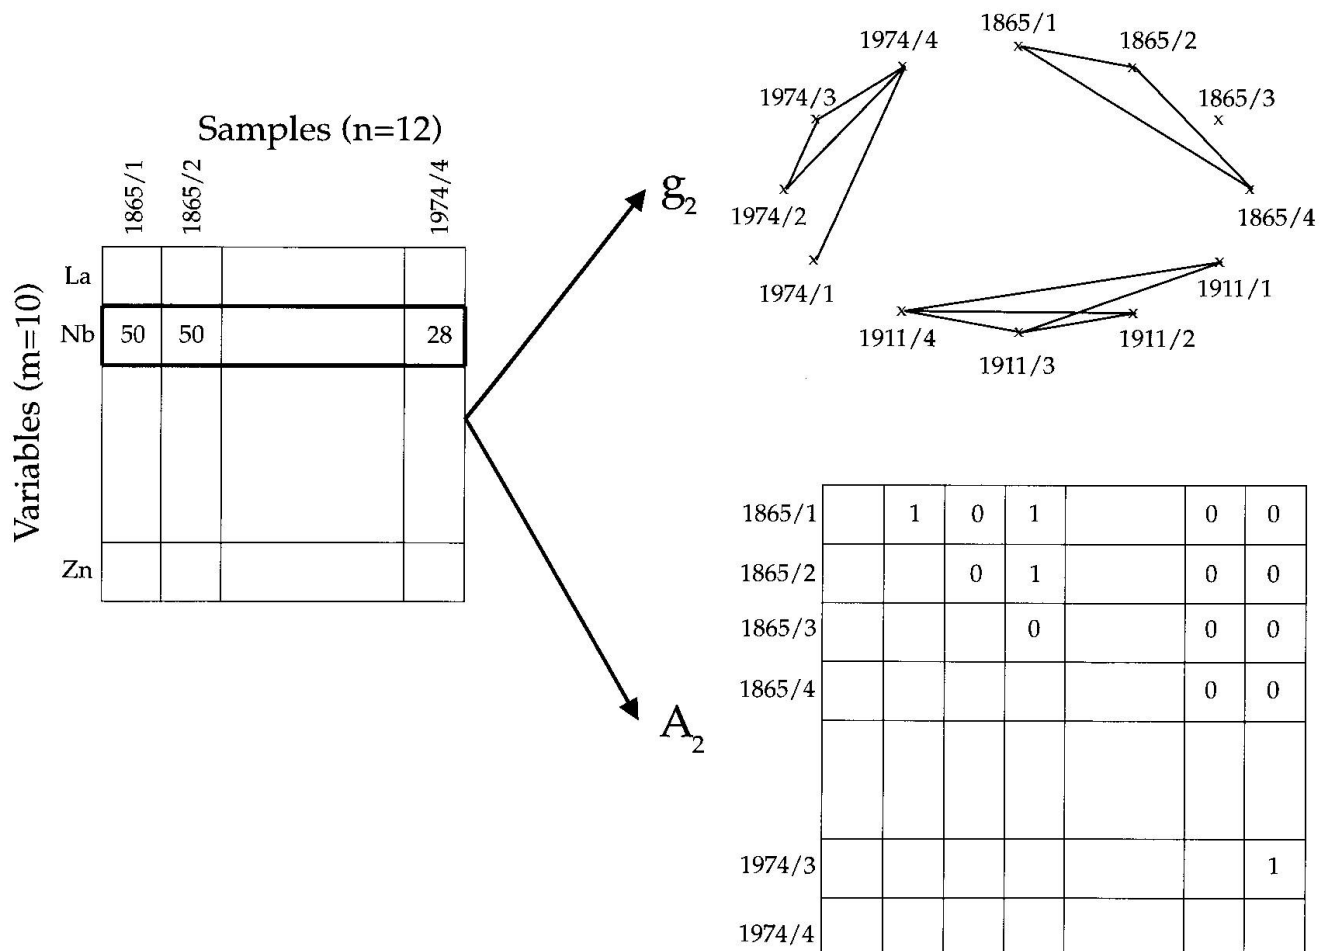 Samples (n=12)
1865/1 1865/2 1974/4
Variables (m=10)
La
Nb 50 50 28
Zn
g2
A2
1865/1
1974/4 1865/2
1974/3 1865/3
1974/2 1865/4
1974/1 1911/1
1911/4 1911/2
1911/3
1865/1 1 0 1 0 0
1865/2 0 1 0 0
1865/3 0 0 0
1865/4 0 0
1974/3 1
1974/4